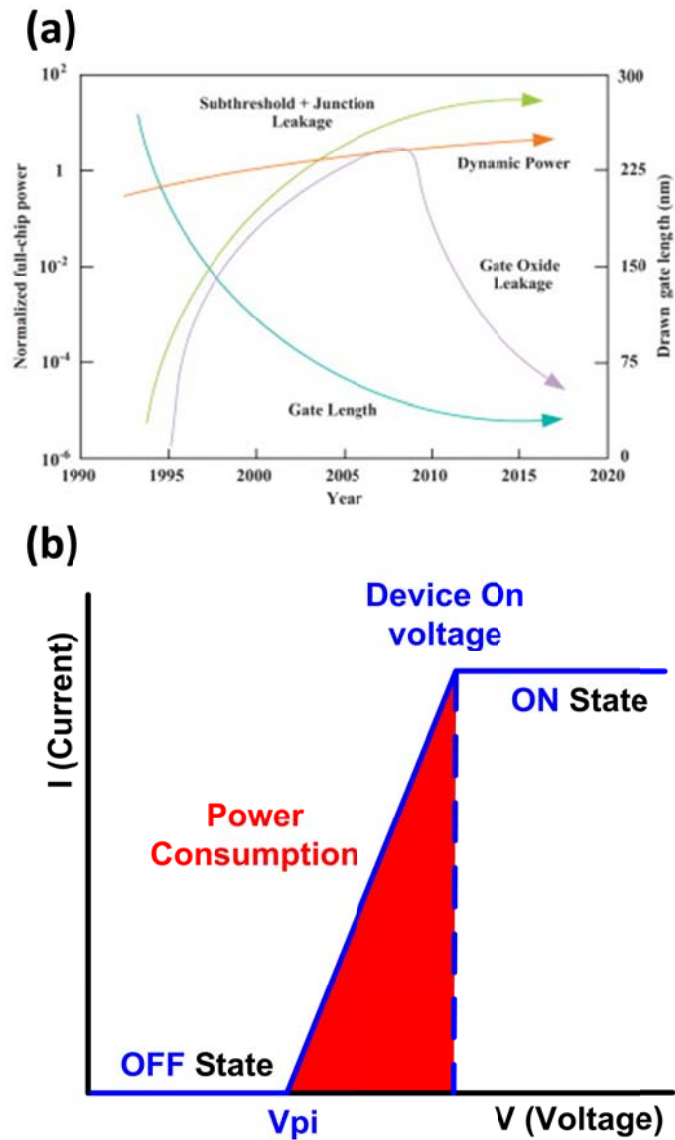 (a)
10²
1
10⁻²
10⁻⁴
10⁻⁶
Normalized full-chip power
300
225
150
75
0
Drawn gate length (nm)
Subthreshold + Junction
Leakage
Dynamic Power
Gate Oxide
Leakage
Gate Length
1990
1995
2000
2005
2010
2015
2020
Year
(b)
Device On
voltage
ON State
I (Current)
Power
Consumption
OFF State
Vpi
V (Voltage)